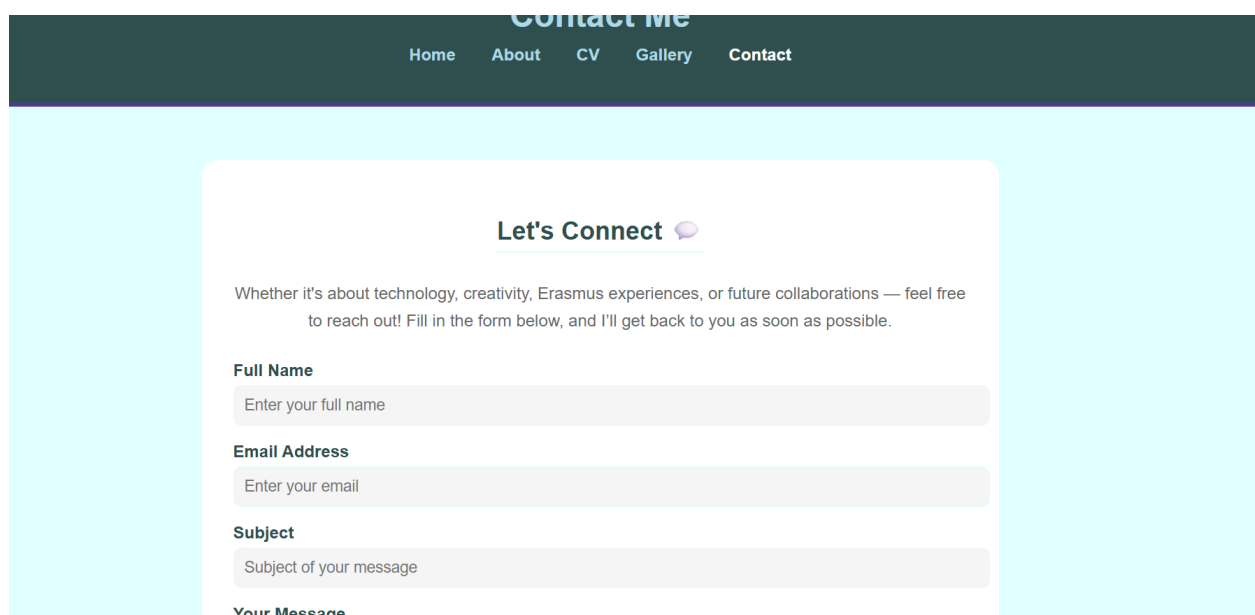 Contact Me
Home About CV Gallery Contact
Let's Connect
Whether it's about technology, creativity, Erasmus experiences, or future collaborations — feel free
to reach out! Fill in the form below, and I'll get back to you as soon as possible.
Full Name
Enter your full name
Email Address
Enter your email
Subject
Subject of your message
Your Message